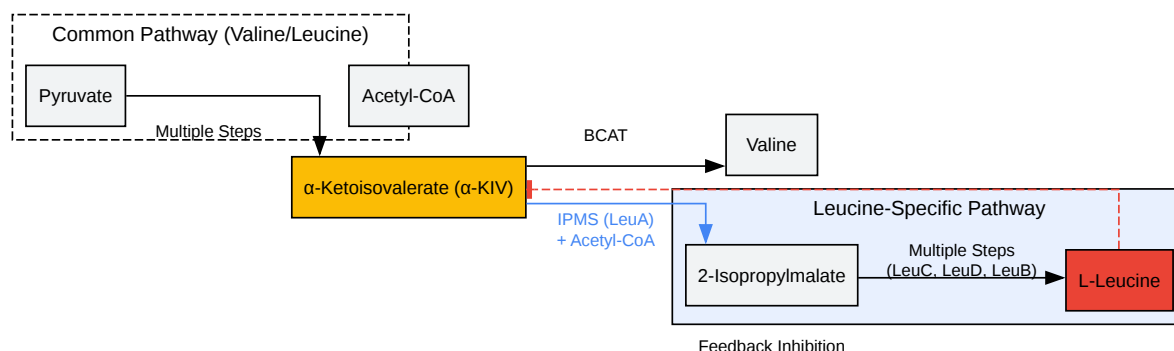 Common Pathway (Valine/Leucine)
Pyruvate
Acetyl-CoA
Multiple Steps
α-Ketoisovalerate (α-KIV)
BCAT
Valine
IPMS (LeuA)
+ Acetyl-CoA
Leucine-Specific Pathway
2-Isopropylmalate
Multiple Steps
(LeuC, LeuD, LeuB)
L-Leucine
Feedback Inhibition